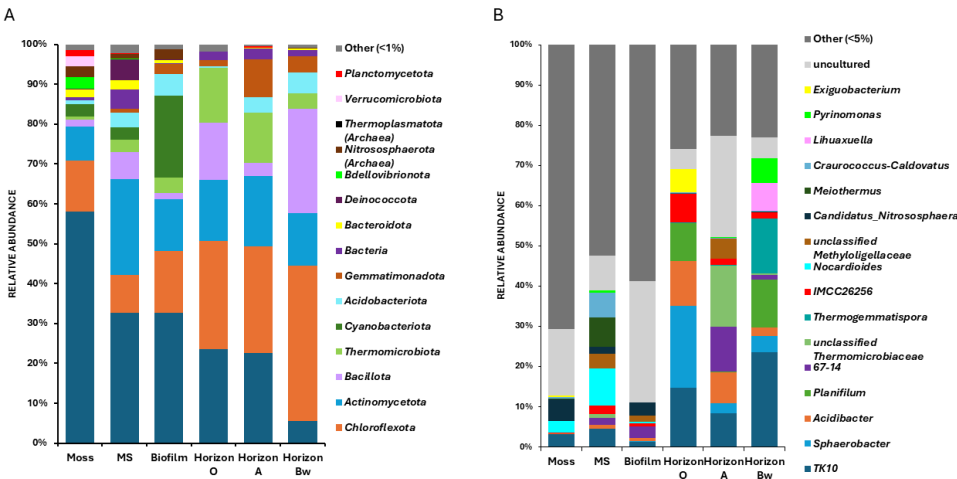 A
B
100%
90%
80%
70%
60%
50%
40%
30%
20%
10%
0%
RELATIVE ABUNDANCE
Moss
MS
Biofilm
Horizon
O
Horizon
A
Horizon
Bw
Other (<1%)
Planctomycetota
Verrucomicrobiota
Thermoplasmatota
(Archaea)
Nitrososphaerota
(Archaea)
Bdellovibrionota
Deinococcota
Bacteroidota
Bacteria
Gemmatimonadota
Acidobacteriota
Cyanobacteriota
Thermomicrobiota
Bacillota
Actinomycetota
Chloroflexota
100%
90%
80%
70%
60%
50%
40%
30%
20%
10%
0%
RELATIVE ABUNDANCE
Moss
MS
Biofilm
Horizon
O
Horizon
A
Horizon
Bw
Other (<5%)
uncultured
Exiguobacterium
Pyrinomonas
Lihuaxuella
Craurococcus-Caldovatus
Meiothermus
Candidatus_Nitrososphaera
unclassified
Methyloligellaceae
Nocardioides
IMCC26256
Thermogemmatispora
unclassified
Thermomicrobiaceae
67-14
Planifilum
Acidibacter
Sphaerobacter
TK10